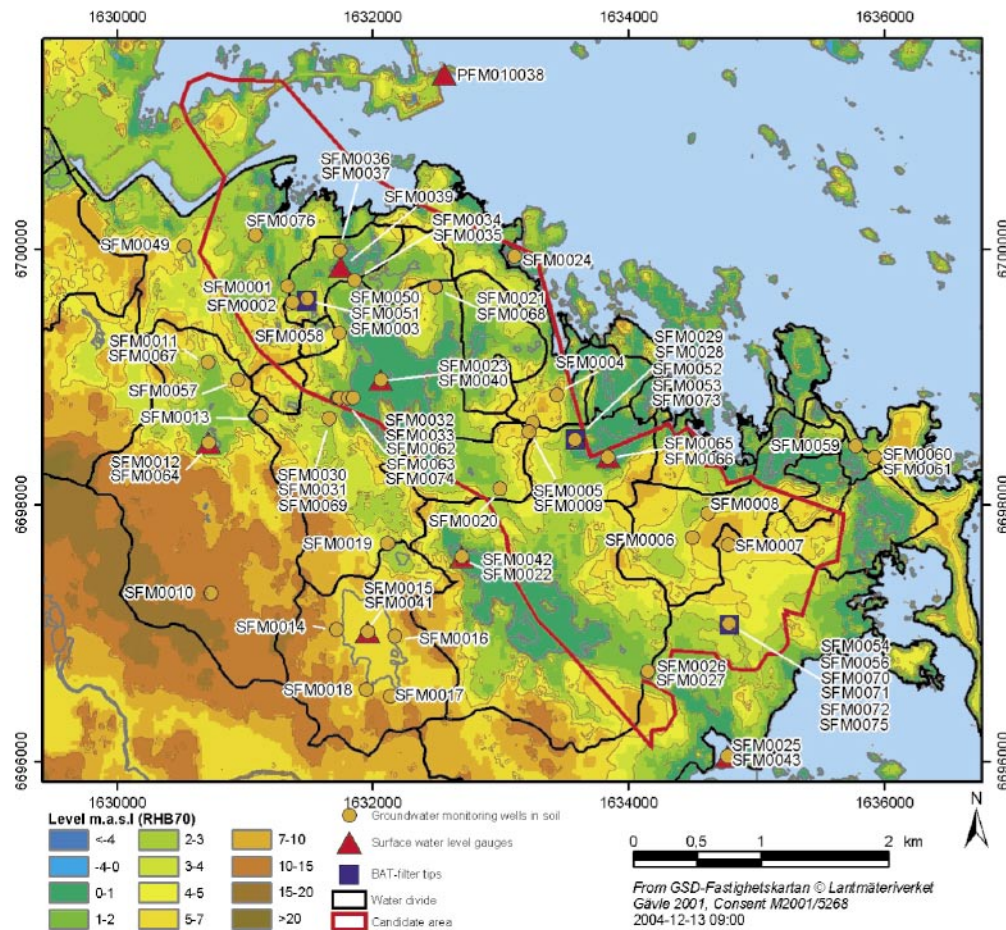 1630000
1632000
1634000
1636000
PFM010038
SFM0036
SFM0037
SFM0039
SFM0034
SFM0035
SFM0076
6700000
SFM0049
SFM0024
6700000
SFM0001
SFM0002
SFM0050
SFM0051
SFM0003
SFM0021
SFM0068
SFM0058
SFM0029
SFM0028
SFM0052
SFM0053
SFM0073
SFM0011
SFM0067
SFM0004
SFM0023
SFM0040
SFM0057
SFM0013
SFM0032
SFM0033
SFM0062
SFM0063
SFM0074
SFM0065
SFM0066
SFM0059
SFM0060
SFM0061
SFM0012
SFM0064
SFM0030
SFM0031
SFM0069
SFM0005
SFM0009
6698000
SFM0020
SFM0008
6698000
SFM0019
SFM0006
SFM0007
SFM0042
SFM0022
SFM0010
SFM0015
SFM0041
SFM0014
SFM0016
SFM0054
SFM0056
SFM0070
SFM0071
SFM0072
SFM0075
SFM0026
SFM0027
SFM0018
SFM0017
SFM0025
SFM0043
6696000
6696000
1630000
1632000
1634000
1636000
Level m.a.s.l (RHB70)
<-4
-4-0
0-1
1-2
2-3
3-4
4-5
5-7
7-10
10-15
15-20
>20
Groundwater monitoring wells in soil
Surface water level gauges
BAT-filter tips
Water divide
Candidate area
N
0 0,5 1 2 km
From GSD-Fastighetskartan © Lantmäteriverket
Gävle 2001, Consent M2001/5268
2004-12-13 09:00